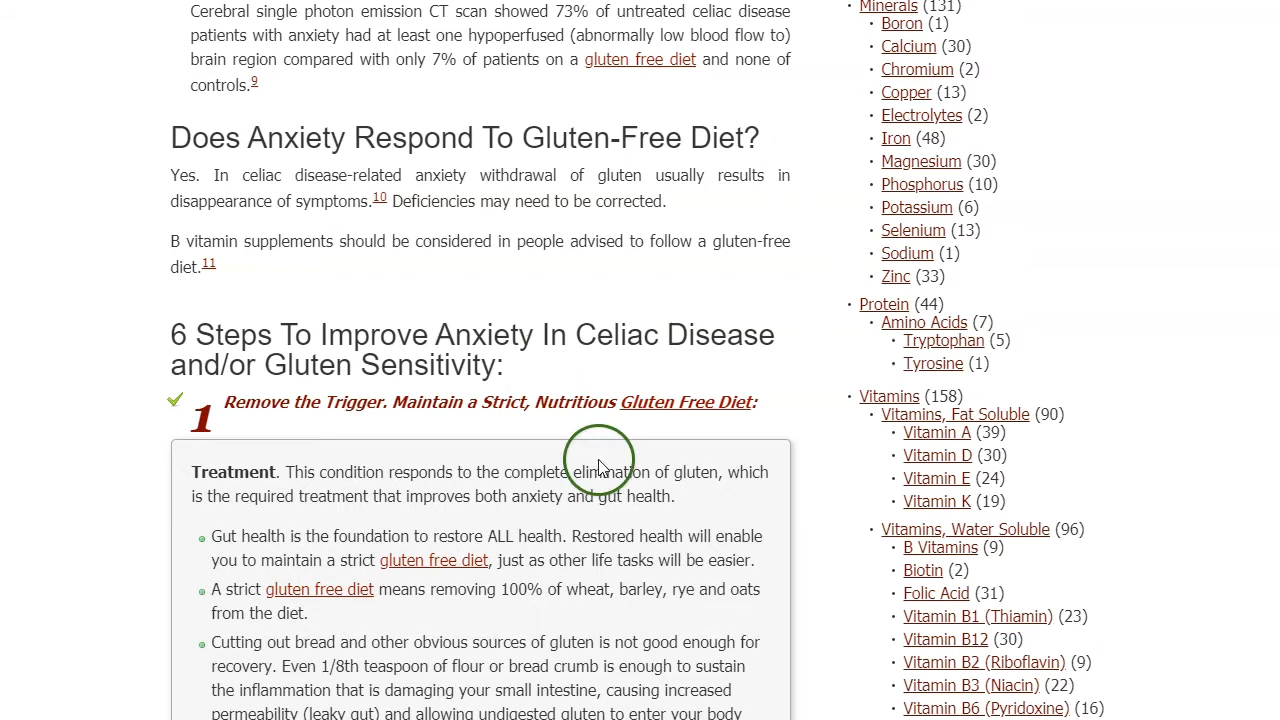 Cerebral single photon emission CT scan showed 73% of untreated celiac disease
patients with anxiety had at least one hypoperfused (abnormally low blood flow to)
brain region compared with only 7% of patients on a gluten free diet and none of
controls.9
Does Anxiety Respond To Gluten-Free Diet?
Yes. In celiac disease-related anxiety withdrawal of gluten usually results in
disappearance of symptoms.10 Deficiencies may need to be corrected.
B vitamin supplements should be considered in people advised to follow a gluten-free
diet.11
6 Steps To Improve Anxiety In Celiac Disease
and/or Gluten Sensitivity:
1 Remove the Trigger. Maintain a Strict, Nutritious Gluten Free Diet:
Treatment. This condition responds to the complete elimination of gluten, which
is the required treatment that improves both anxiety and gut health.
Gut health is the foundation to restore ALL health. Restored health will enable
you to maintain a strict gluten free diet, just as other life tasks will be easier.
A strict gluten free diet means removing 100% of wheat, barley, rye and oats
from the diet.
Cutting out bread and other obvious sources of gluten is not good enough for
recovery. Even 1/8th teaspoon of flour or bread crumb is enough to sustain
the inflammation that is damaging your small intestine, causing increased
permeability (leaky gut) and allowing undigested gluten to enter your body
Minerals (131)
Boron (1)
Calcium (30)
Chromium (2)
Copper (13)
Electrolytes (2)
Iron (48)
Magnesium (30)
Phosphorus (10)
Potassium (6)
Selenium (13)
Sodium (1)
Zinc (33)
Protein (44)
Amino Acids (7)
Tryptophan (5)
Tyrosine (1)
Vitamins (158)
Vitamins, Fat Soluble (90)
Vitamin A (39)
Vitamin D (30)
Vitamin E (24)
Vitamin K (19)
Vitamins, Water Soluble (96)
B Vitamins (9)
Biotin (2)
Folic Acid (31)
Vitamin B1 (Thiamin) (23)
Vitamin B12 (30)
Vitamin B2 (Riboflavin) (9)
Vitamin B3 (Niacin) (22)
Vitamin B6 (Pyridoxine) (16)